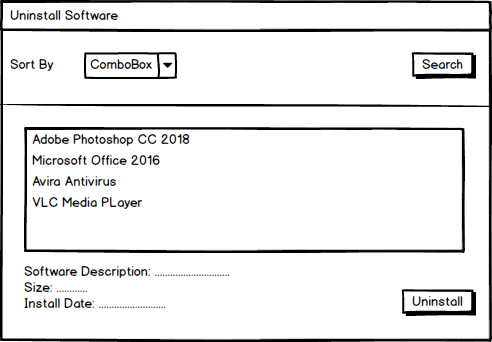 Uninstall Software
Sort By ComboBox Search
Adobe Photoshop CC 2018
Microsoft Office 2016
Avira Antivirus
VLC Media PLayer
Software Description: ..............................
Size: ............
Install Date: ...........................
Uninstall